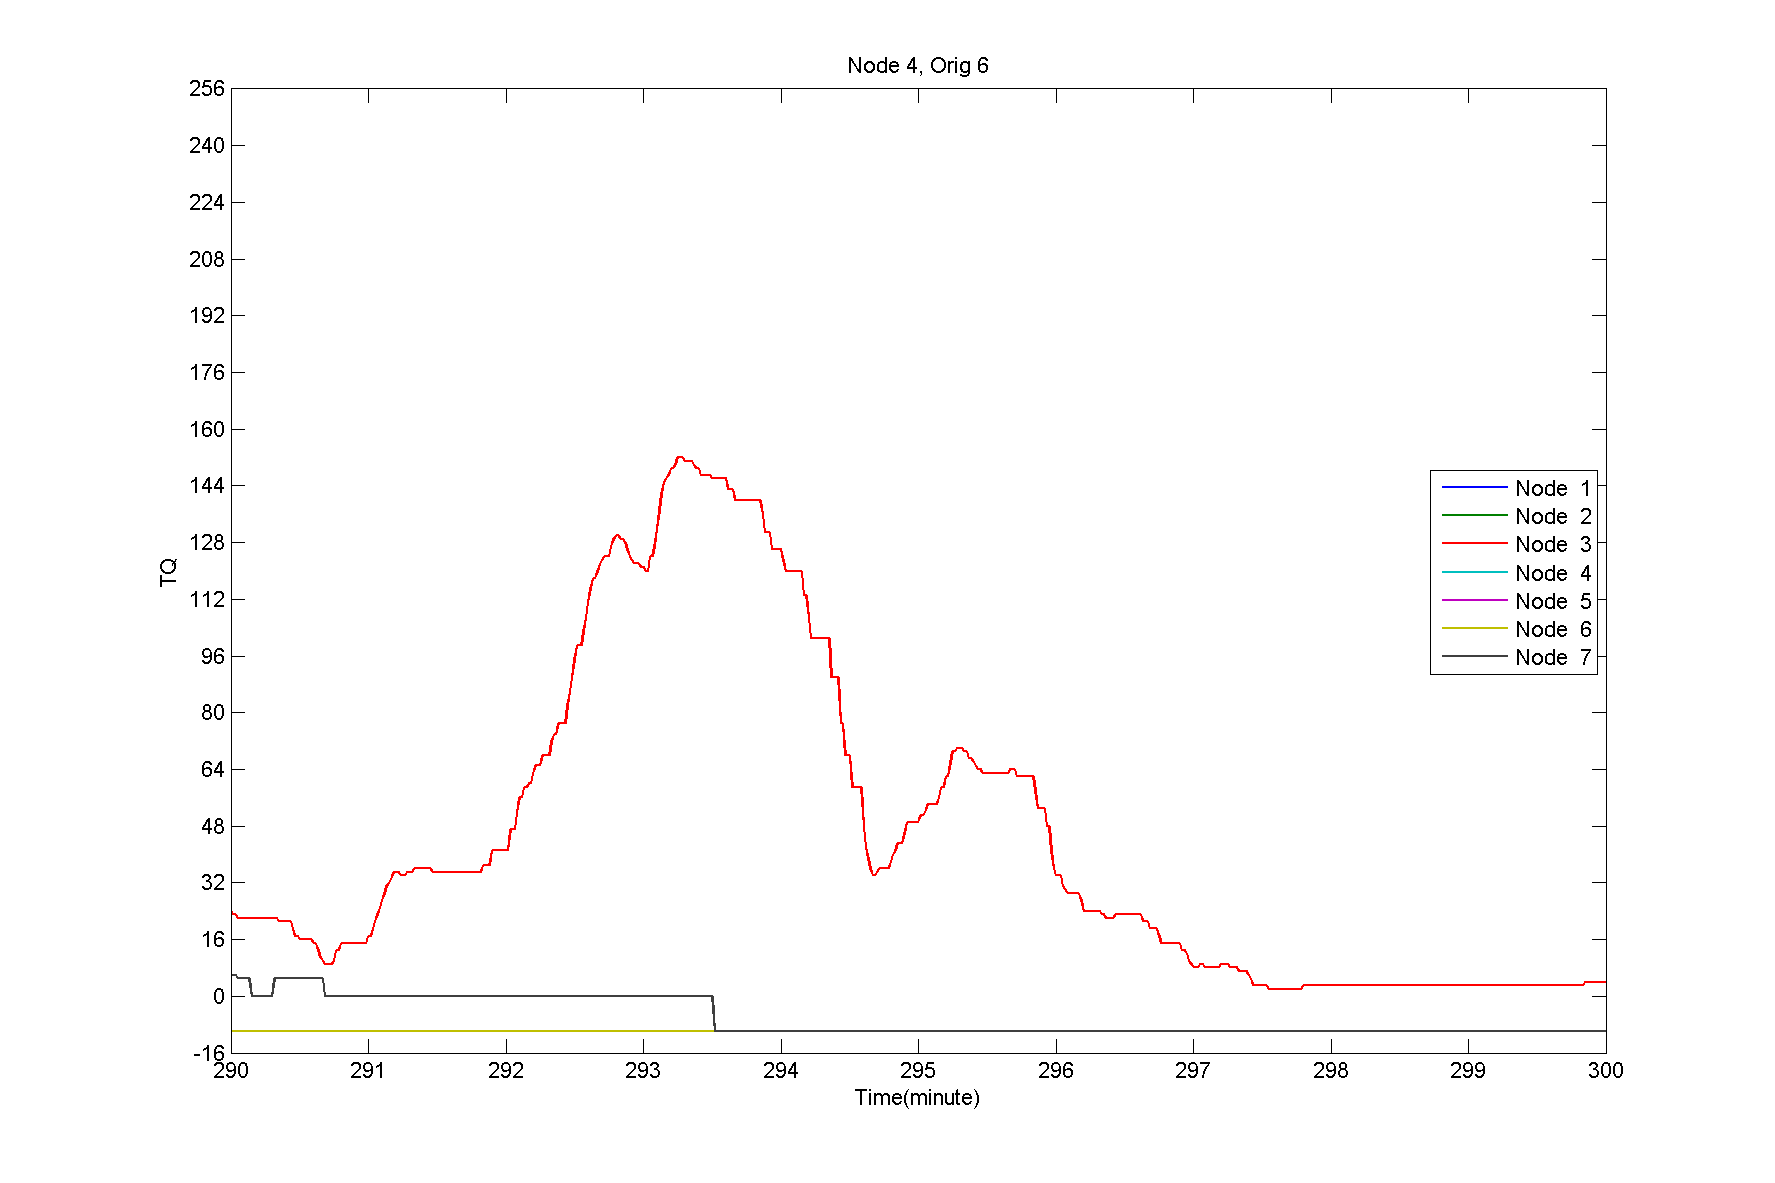 Node 4, Orig 6
256
240
224
208
192
176
160
144
128
112
96
80
64
48
32
16
0
-16
TQ
Node 1
Node 2
Node 3
Node 4
Node 5
Node 6
Node 7
290 291 292 293 294 295 296 297 298 299 300
Time(minute)